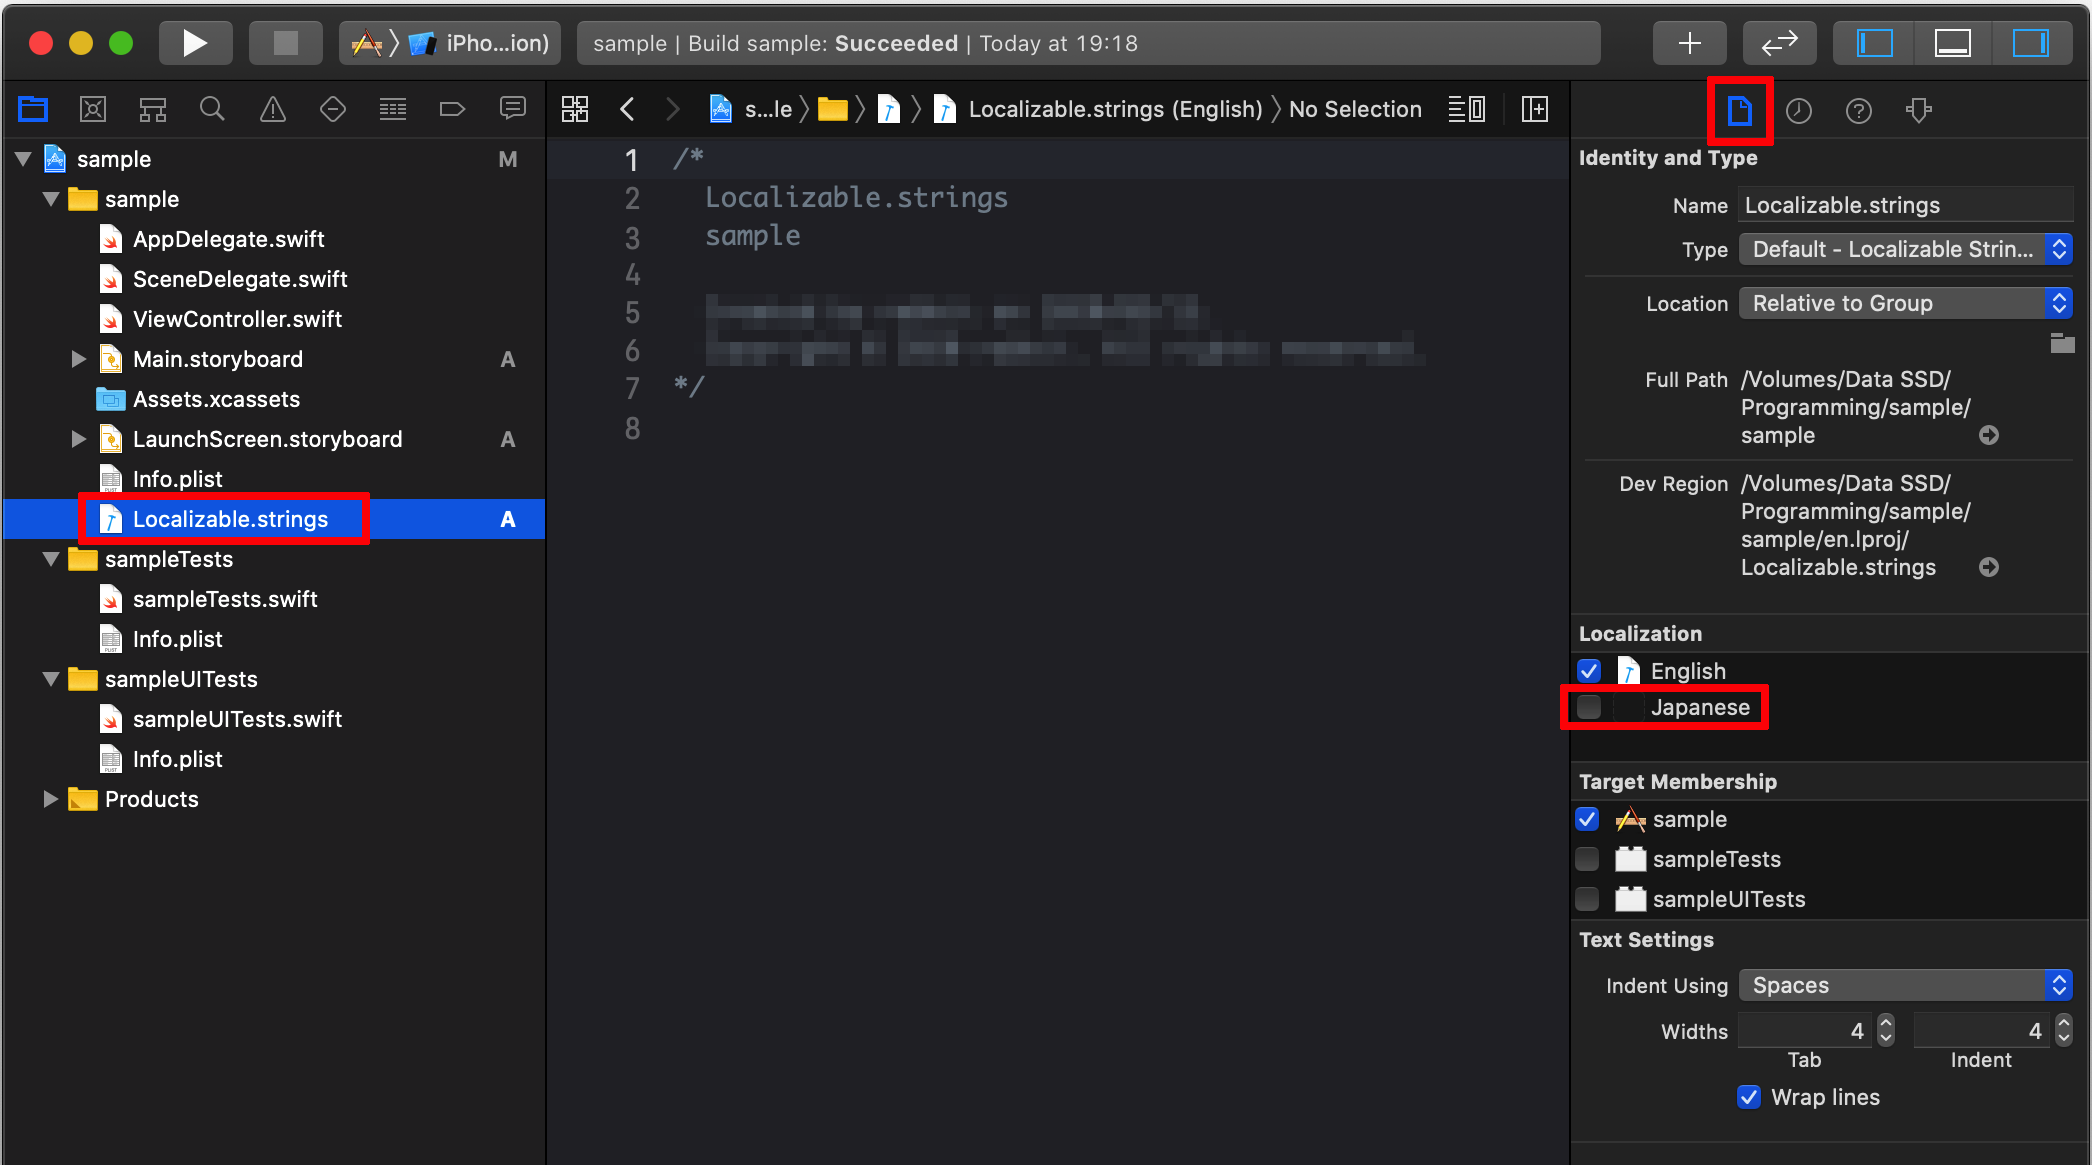 iPho...ion)
sample | Build sample: Succeeded | Today at 19:18
s...le
Localizable.strings (English)
No Selection
sample M
sample
AppDelegate.swift
SceneDelegate.swift
ViewController.swift
Main.storyboard A
Assets.xcassets
LaunchScreen.storyboard A
Info.plist
Localizable.strings A
sampleTests
sampleTests.swift
Info.plist
sampleUITests
sampleUITests.swift
Info.plist
Products
1 /*
2 Localizable.strings
3 sample
4
5
6
7 */
8
Identity and Type
Name Localizable.strings
Type Default - Localizable Strin...
Location Relative to Group
Full Path /Volumes/Data SSD/
Programming/sample/
sample
Dev Region /Volumes/Data SSD/
Programming/sample/
sample/en.lproj/
Localizable.strings
Localization
English
Japanese
Target Membership
sample
sampleTests
sampleUITests
Text Settings
Indent Using Spaces
Widths 4 4
Tab Indent
Wrap lines